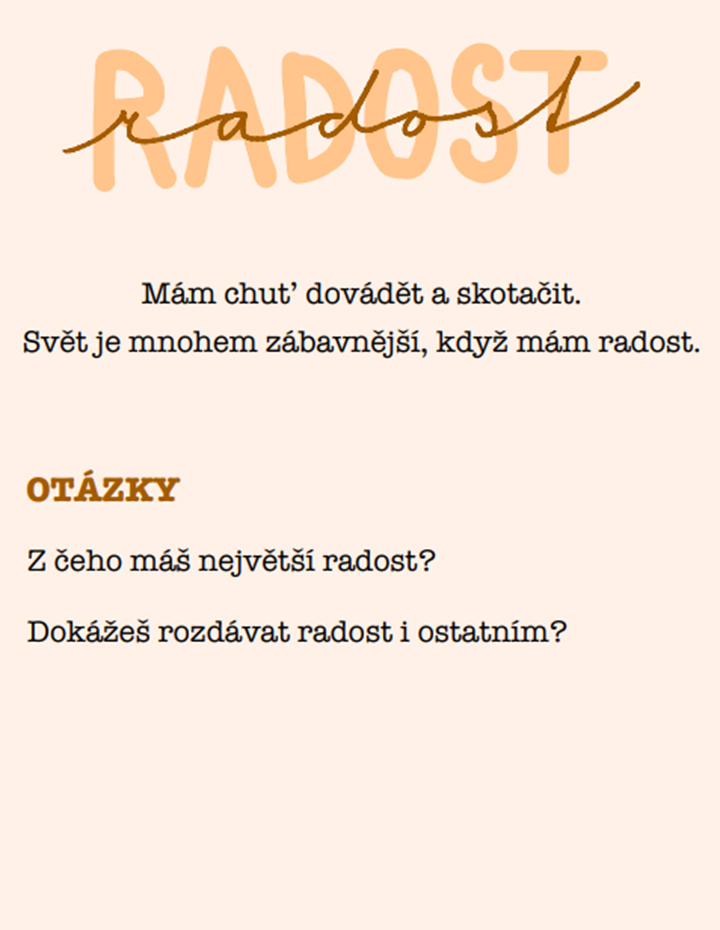 RADOST
radost
Mám chuť dovádět a skotačit.
Svět je mnohem zábavnější, když mám radost.
OTÁZKY
Z čeho máš největší radost?
Dokážeš rozdávat radost i ostatním?